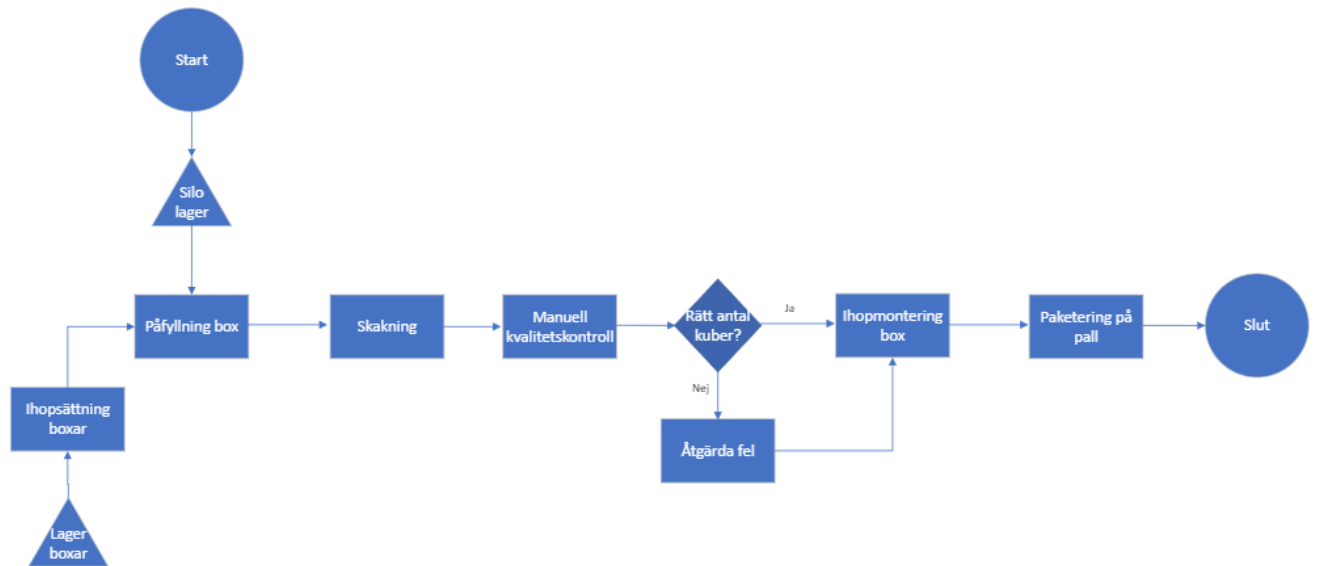 Start
Silo
lager
Påfyllning box
Skakning
Manuell
kvalitetskontroll
Rätt antal
kuber?
Ja
Ihopmontering
box
Paketering på
pall
Slut
Nej
Ihopsättning
boxar
Åtgärda fel
Lager
boxar